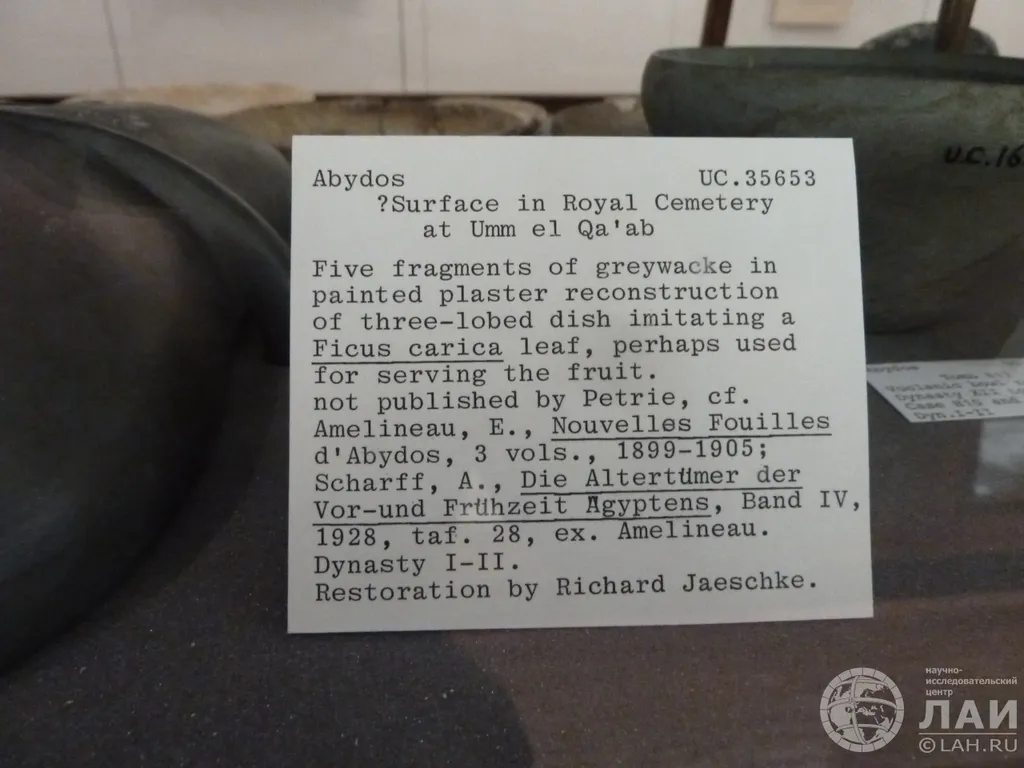 Abydos UC.35653
?Surface in Royal Cemetery
at Umm el Qa'ab
Five fragments of greywacke in
painted plaster reconstruction
of three-lobed dish imitating a
Ficus carica leaf, perhaps used
for serving the fruit.
not published by Petrie, cf.
Amelineau, E., Nouvelles Fouilles
d'Abydos, 3 vols., 1899-1905;
Scharff, A., Die Altertümer der
Vor-und Frühzeit Ägyptens, Band IV,
1928, taf. 28, ex. Amelineau.
Dynasty I-II.
Restoration by Richard Jaeschke.
U.C.16
Abydos
Dyn.I-II
научно-
исследовательский
центр
ЛАИ
©LAH.RU